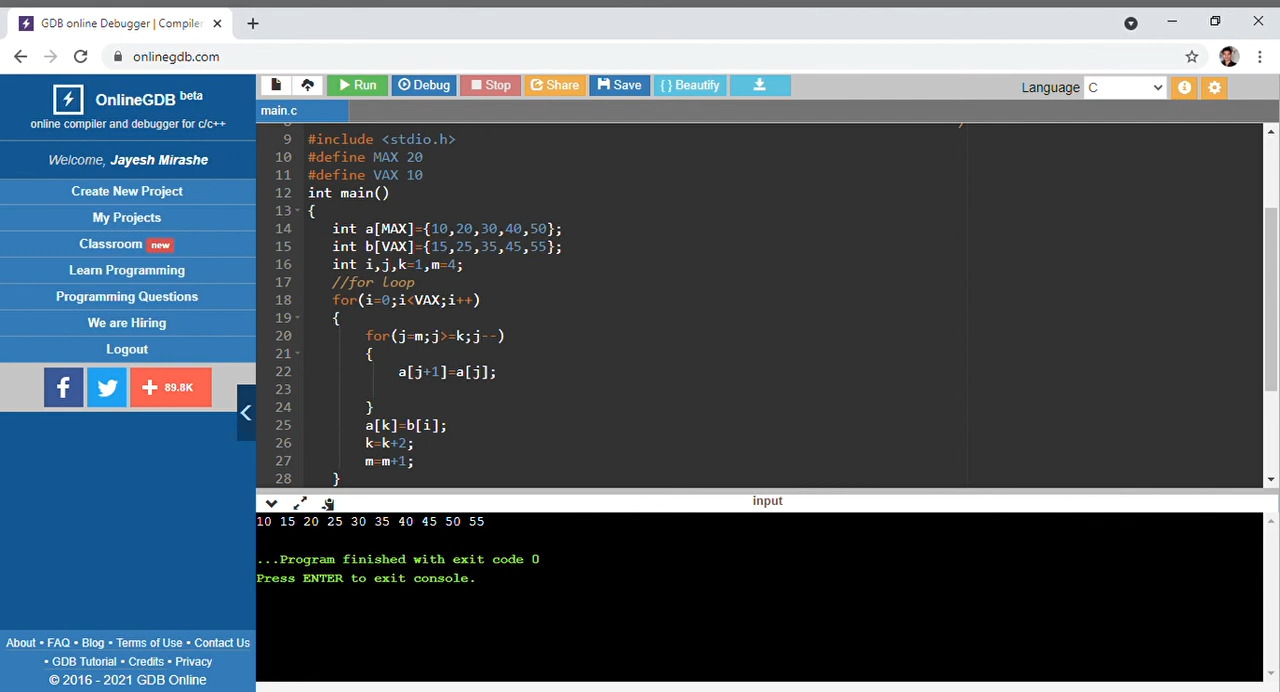 GDB online Debugger | Compiler
onlinegdb.com
OnlineGDB beta
online compiler and debugger for c/c++
Welcome, Jayesh Mirashe
Create New Project
My Projects
Classroom new
Learn Programming
Programming Questions
We are Hiring
Logout
f + 89.8K
About • FAQ • Blog • Terms of Use • Contact Us
• GDB Tutorial • Credits • Privacy
© 2016 - 2021 GDB Online
Run Debug Stop Share Save {} Beautify Language C
main.c
9 #include <stdio.h>
10 #define MAX 20
11 #define VAX 10
12 int main()
13 {
14 int a[MAX]={10,20,30,40,50};
15 int b[VAX]={15,25,35,45,55};
16 int i,j,k=1,m=4;
17 //for loop
18 for(i=0;i<VAX;i++)
19 {
20 for(j=m;j>=k;j--)
21 {
22 a[j+1]=a[j];
23
24 }
25 a[k]=b[i];
26 k=k+2;
27 m=m+1;
28 }
input
10 15 20 25 30 35 40 45 50 55
...Program finished with exit code 0
Press ENTER to exit console.